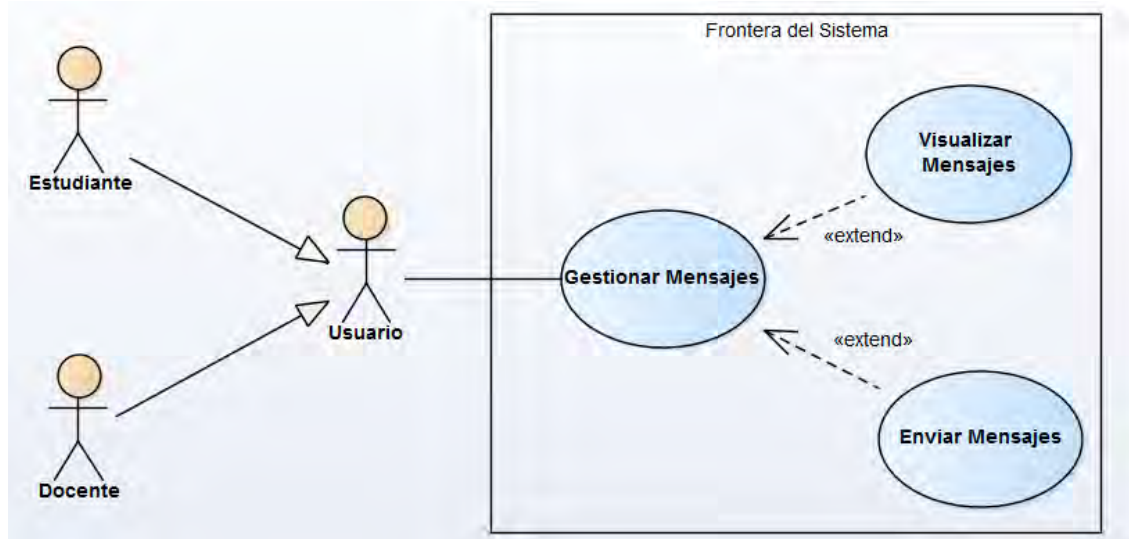 Frontera del Sistema
Visualizar
Mensajes
Estudiante
«extend»
Gestionar Mensajes
Usuario
«extend»
Enviar Mensajes
Docente